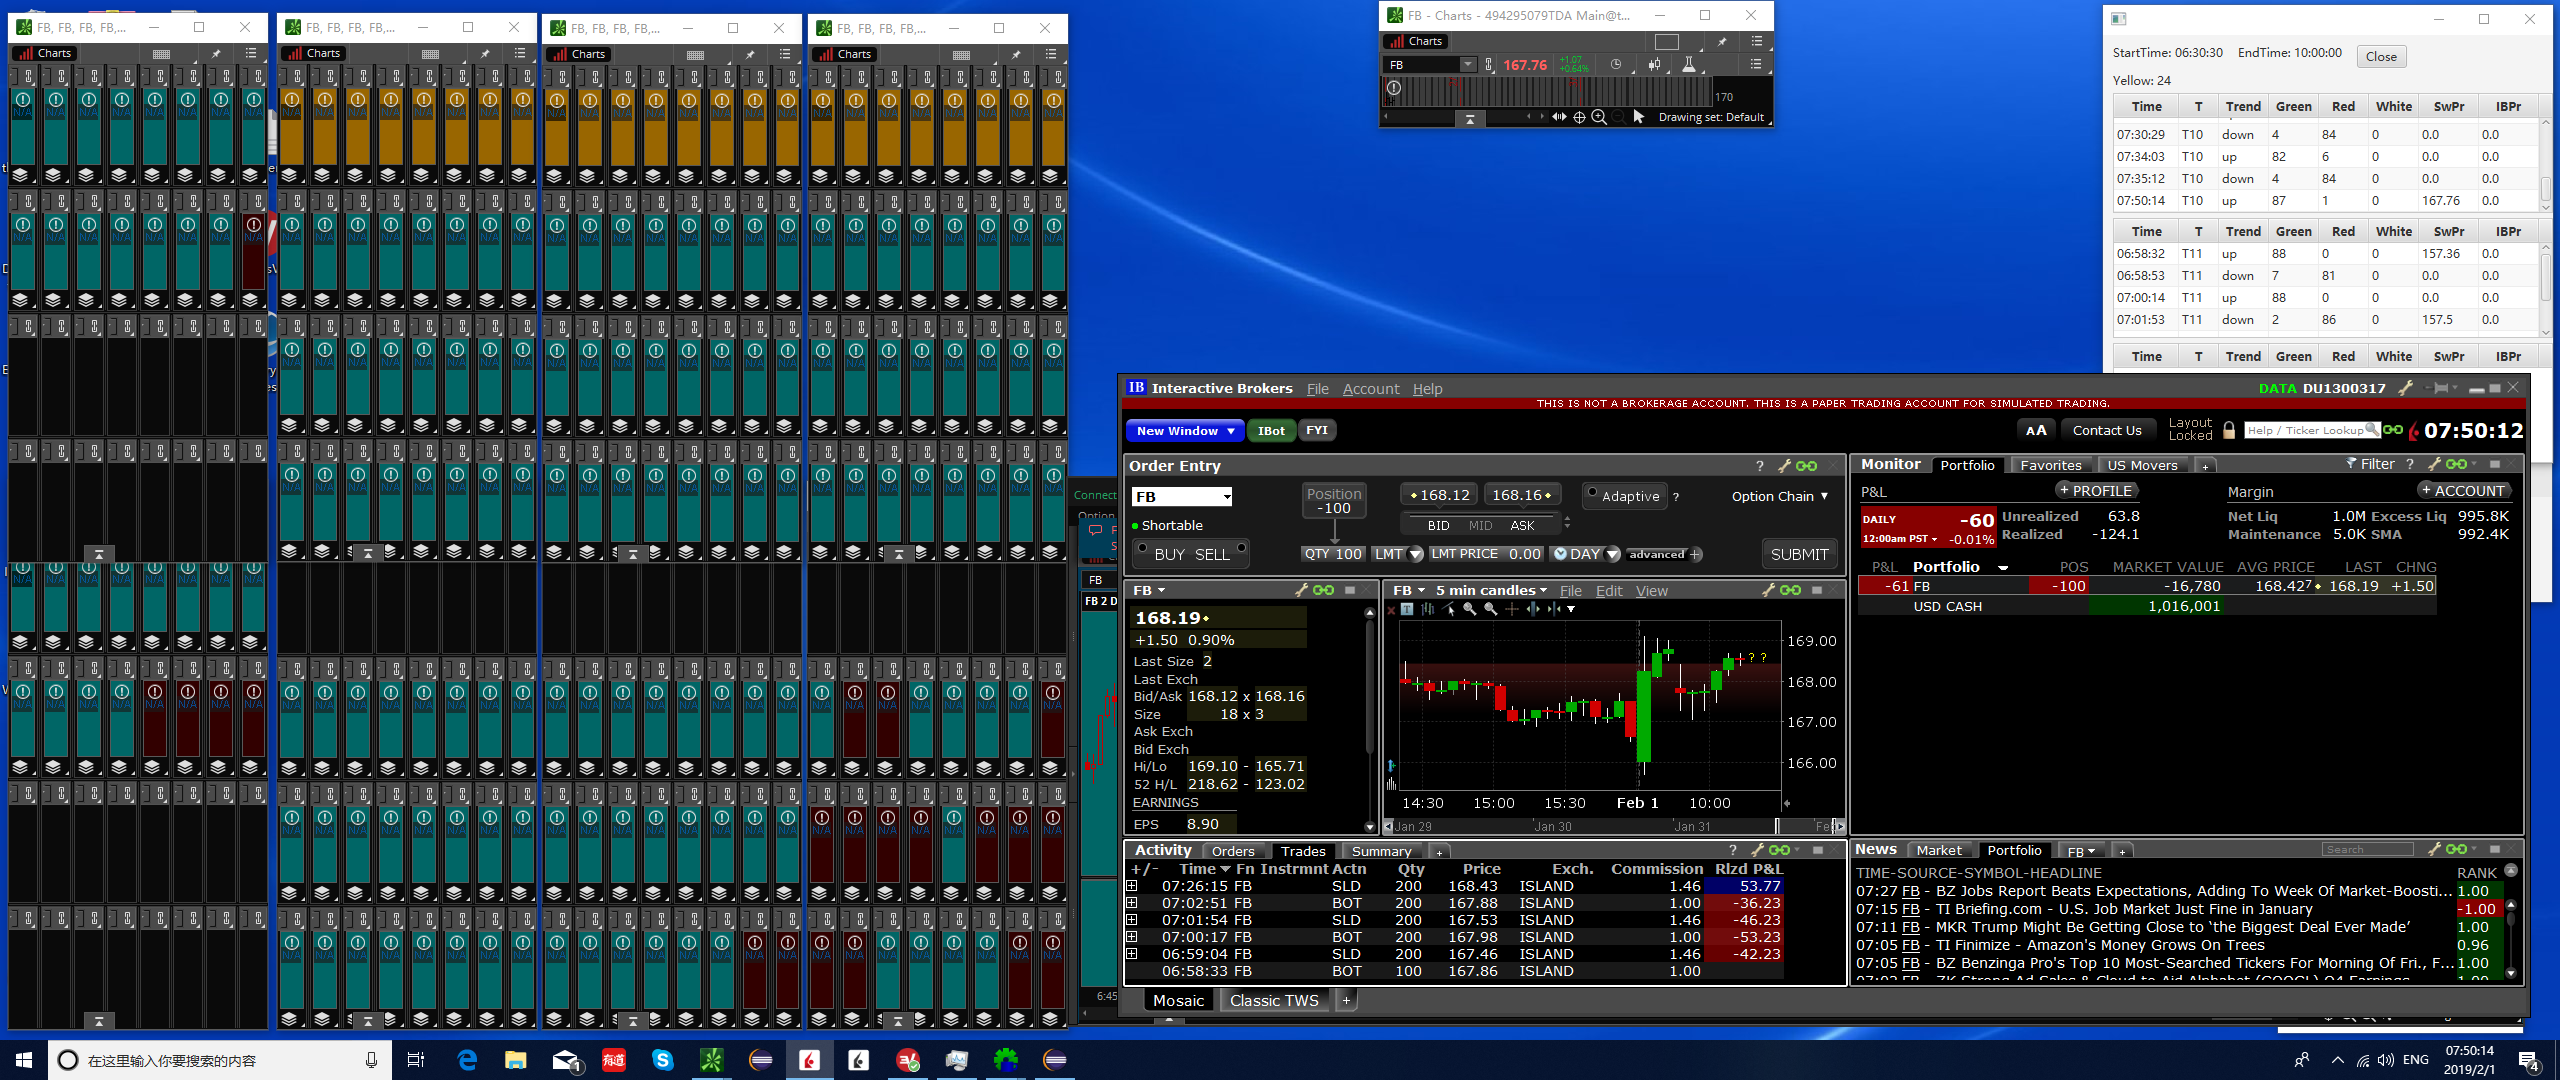 FB, FB, FB, FB,...
Charts
FB, FB, FB, FB,...
Charts
FB, FB, FB, FB,...
Charts
FB, FB, FB, FB,...
Charts
FB - Charts - 494295079TDA Main@t...
Charts
FB 167.76 +1.07 +0.64%
170
Drawing set: Default
StartTime: 06:30:30 EndTime: 10:00:00 Close
Yellow: 24
Time T Trend Green Red White SwPr IBPr
07:30:29 T10 down 4 84 0 0.0 0.0
07:34:03 T10 up 82 6 0 0.0 0.0
07:35:12 T10 down 4 84 0 0.0 0.0
07:50:14 T10 up 87 1 0 167.76 0.0
Time T Trend Green Red White SwPr IBPr
06:58:32 T11 up 88 0 0 157.36 0.0
06:58:53 T11 down 7 81 0 0.0 0.0
07:00:14 T11 up 88 0 0 0.0 0.0
07:01:53 T11 down 2 86 0 157.5 0.0
Time T Trend Green Red White SwPr IBPr
IB Interactive Brokers File Account Help DATA DU1300317
THIS IS NOT A BROKERAGE ACCOUNT. THIS IS A PAPER TRADING ACCOUNT FOR SIMULATED TRADING.
New Window IBot FYI AA Contact Us Layout Locked Help / Ticker Lookup 07:50:12
Order Entry ?
FB Position -100 168.12 168.16 Adaptive ? Option Chain
BID MID ASK
Shortable
BUY SELL QTY 100 LMT LMT PRICE 0.00 DAY advanced + SUBMIT
Monitor Portfolio Favorites US Movers + Filter ?
P&L + PROFILE Margin + ACCOUNT
DAILY -60 Unrealized 63.8 Net Liq 1.0M Excess Liq 995.8K
12:00am PST -0.01% Realized -124.1 Maintenance 5.0K SMA 992.4K
P&L Portfolio POS MARKET VALUE AVG PRICE LAST CHNG
-61 FB -100 -16,780 168.427 168.19 +1.50
USD CASH 1,016,001
FB
168.19
+1.50 0.90%
Last Size 2
Last Exch
Bid/Ask 168.12 x 168.16
Size 18 x 3
Ask Exch
Bid Exch
Hi/Lo 169.10 - 165.71
52 H/L 218.62 - 123.02
EARNINGS
EPS 8.90
FB 5 min candles File Edit View
? ?
169.00
168.00
167.00
166.00
14:30 15:00 15:30 Feb 1 10:00
Jan 29 Jan 30 Jan 31
Activity Orders Trades Summary + ?
+/- Time Fn Instrmnt Actn Qty Price Exch. Commission Rlzd P&L
07:26:15 FB SLD 200 168.43 ISLAND 1.46 53.77
07:02:51 FB BOT 200 167.88 ISLAND 1.00 -36.23
07:01:54 FB SLD 200 167.53 ISLAND 1.46 -46.23
07:00:17 FB BOT 200 167.98 ISLAND 1.00 -53.23
06:59:04 FB SLD 200 167.46 ISLAND 1.46 -42.23
06:58:33 FB BOT 100 167.86 ISLAND 1.00
News Market Portfolio FB + Search
TIME-SOURCE-SYMBOL-HEADLINE RANK
07:27 FB - BZ Jobs Report Beats Expectations, Adding To Week Of Market-Boosti... 1.00
07:15 FB - TI Briefing.com - U.S. Job Market Just Fine in January -1.00
07:11 FB - MKR Trump Might Be Getting Close to 'the Biggest Deal Ever Made' 1.00
07:05 FB - TI Finimize - Amazon's Money Grows On Trees 0.96
07:05 FB - BZ Benzinga Pro's Top 10 Most-Searched Tickers For Morning Of Fri., F... 1.00
Mosaic Classic TWS +
Connect
Option
FB
FB 2 D
6:45
在这里输入你要搜索的内容
有道
ENG 07:50:14
2019/2/1